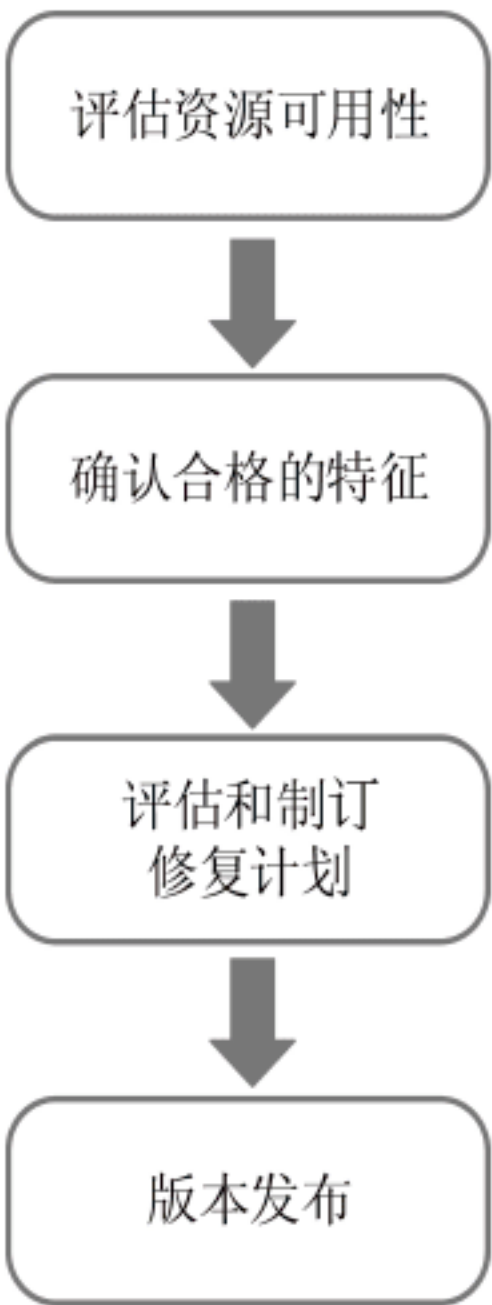 评估资源可用性
确认合格的特征
评估和制订
修复计划
版本发布